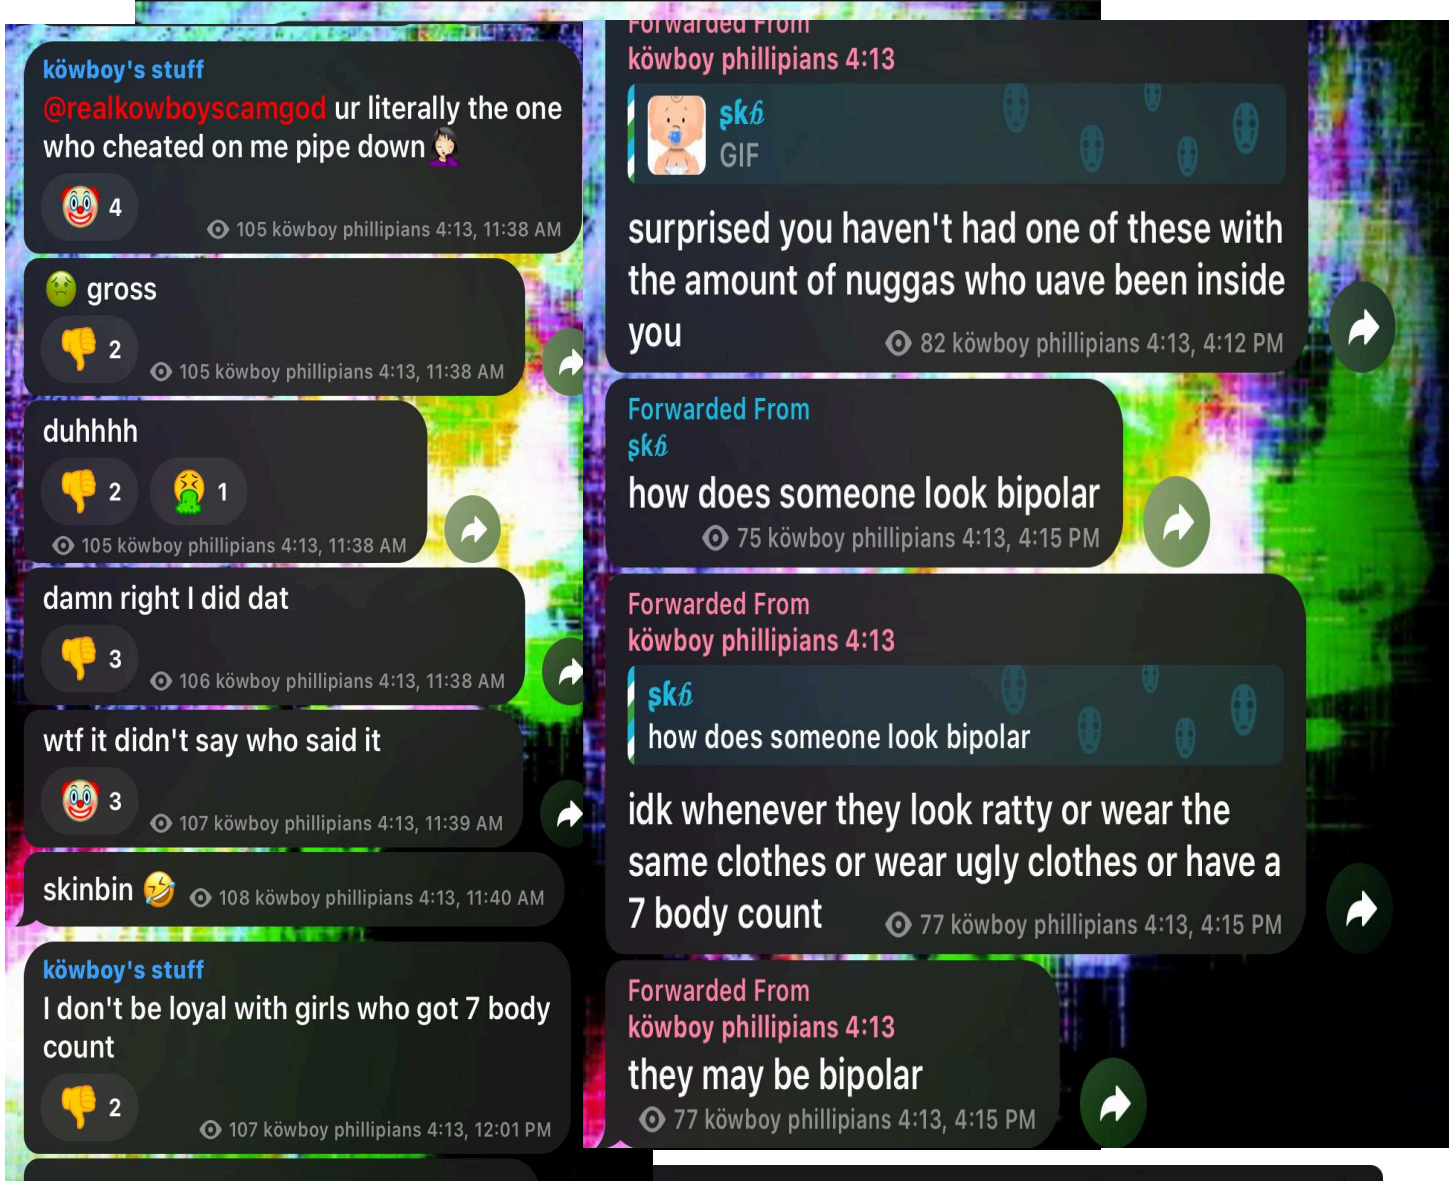 köwboy's stuff
@realkowboyscamgod ur literally the one
who cheated on me pipe down🤦🏻‍♀️
🤡 4
105 köwboy phillipians 4:13, 11:38 AM
🤢 gross
👎 2
105 köwboy phillipians 4:13, 11:38 AM
duhhhh
👎 2 🤮 1
105 köwboy phillipians 4:13, 11:38 AM
damn right I did dat
👎 3
106 köwboy phillipians 4:13, 11:38 AM
wtf it didn't say who said it
🤡 3
107 köwboy phillipians 4:13, 11:39 AM
skinbin 🤣 108 köwboy phillipians 4:13, 11:40 AM
köwboy's stuff
I don't be loyal with girls who got 7 body
count
👎 2
107 köwboy phillipians 4:13, 12:01 PM
Forwarded From
köwboy phillipians 4:13
GIF
surprised you haven't had one of these with
the amount of nuggas who uave been inside
you
82 köwboy phillipians 4:13, 4:12 PM
Forwarded From
how does someone look bipolar
75 köwboy phillipians 4:13, 4:15 PM
Forwarded From
köwboy phillipians 4:13
how does someone look bipolar
idk whenever they look ratty or wear the
same clothes or wear ugly clothes or have a
7 body count
77 köwboy phillipians 4:13, 4:15 PM
Forwarded From
köwboy phillipians 4:13
they may be bipolar
77 köwboy phillipians 4:13, 4:15 PM